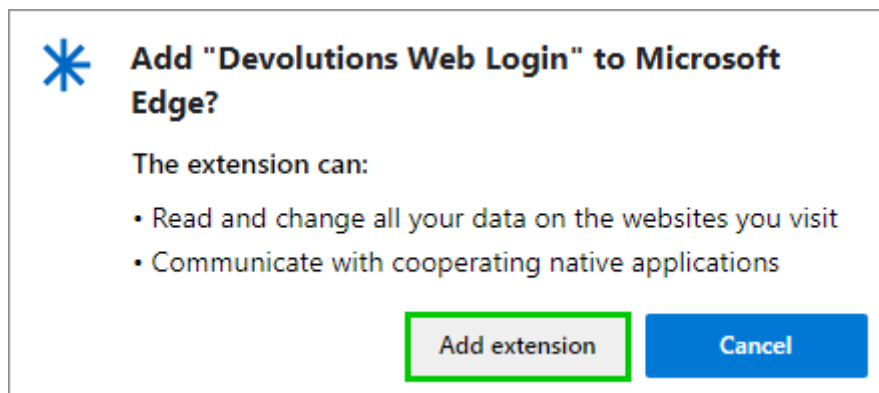 Add "Devolutions Web Login" to Microsoft
Edge?
The extension can:
• Read and change all your data on the websites you visit
• Communicate with cooperating native applications
Add extension
Cancel